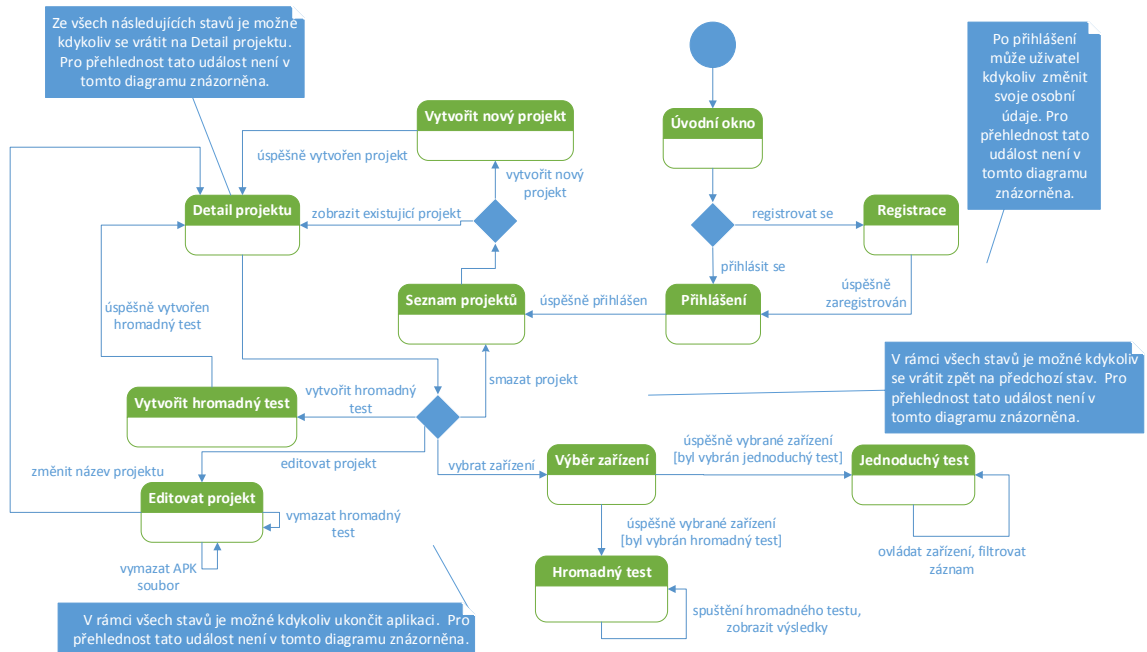 Ze všech následujících stavů je možné
kdykoliv se vrátit na Detail projektu.
Pro přehlednost tato událost není v
tomto diagramu znázorněna.
Po přihlášení
může uživatel
kdykoliv změnit
svoje osobní
údaje. Pro
přehlednost tato
událost není v
tomto diagramu
znázorněna.
Vytvořit nový projekt
Úvodní okno
úspěšně vytvořen projekt
vytvořit nový
projekt
Detail projektu
zobrazit existující projekt
registrovat se
Registrace
přihlásit se
úspěšně
zaregistrován
Seznam projektů
úspěšně přihlášen
Přihlášení
úspěšně vytvořen
hromadný test
smazat projekt
V rámci všech stavů je možné kdykoliv
se vrátit zpět na předchozí stav. Pro
přehlednost tato událost není v
tomto diagramu znázorněna.
Vytvořit hromadný test
vytvořit hromadný
test
změnit název projektu
editovat projekt
vybrat zařízení
Výběr zařízení
úspěšně vybrané zařízení
[byl vybrán jednoduchý test]
Jednoduchý test
Editovat projekt
vymazat hromadný
test
úspěšně vybrané zařízení
[byl vybrán hromadný test]
ovládat zařízení, filtrovat
záznam
vymazat APK
soubor
Hromadný test
spuštění hromadného testu,
zobrazit výsledky
V rámci všech stavů je možné kdykoliv ukončit aplikaci. Pro
přehlednost tato událost není v tomto diagramu znázorněna.